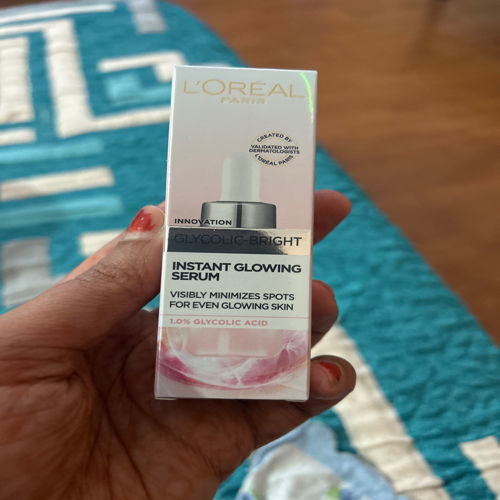 L'ORÉAL
PARIS
CREATED BY
VALIDATED WITH
DERMATOLOGISTS
L'ORÉAL PARIS
INNOVATION
GLYCOLIC-BRIGHT
INSTANT GLOWING
SERUM
VISIBLY MINIMIZES SPOTS
FOR EVEN GLOWING SKIN
1.0% GLYCOLIC ACID